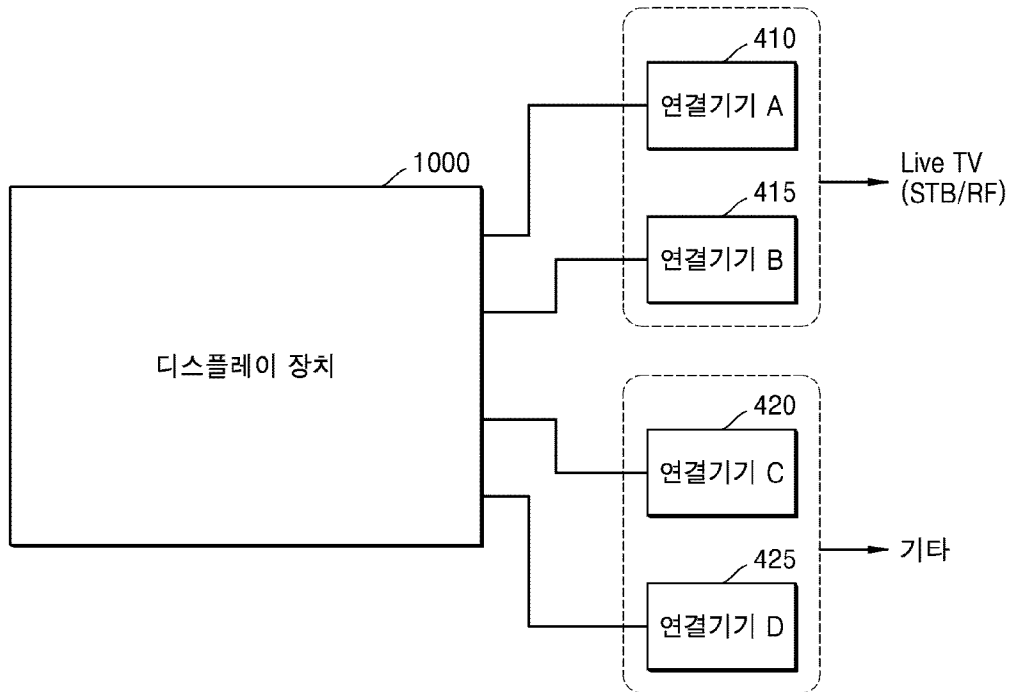 410
연결기기 A
1000
Live TV
(STB/RF)
415
연결기기 B
디스플레이 장치
420
연결기기 C
기타
425
연결기기 D